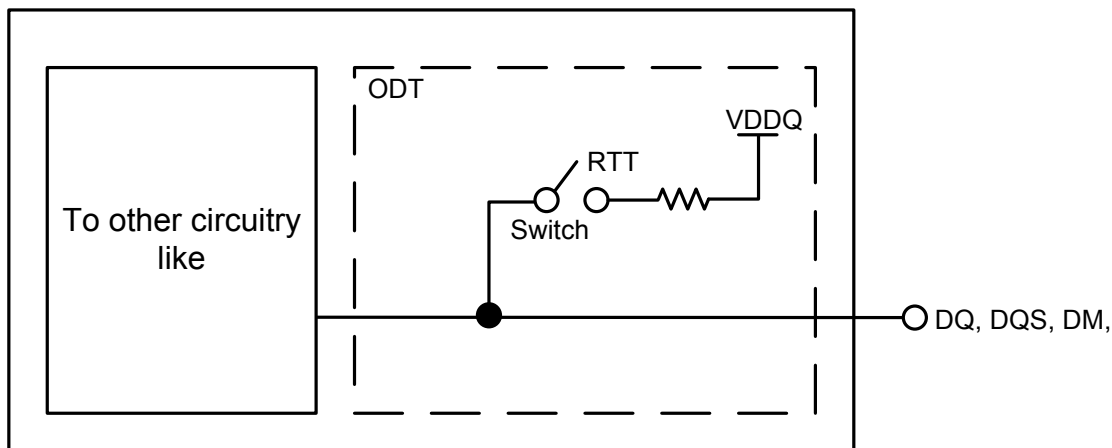 ODT
VDDQ
RTT
Switch
To other circuitry
like
DQ, DQS, DM,